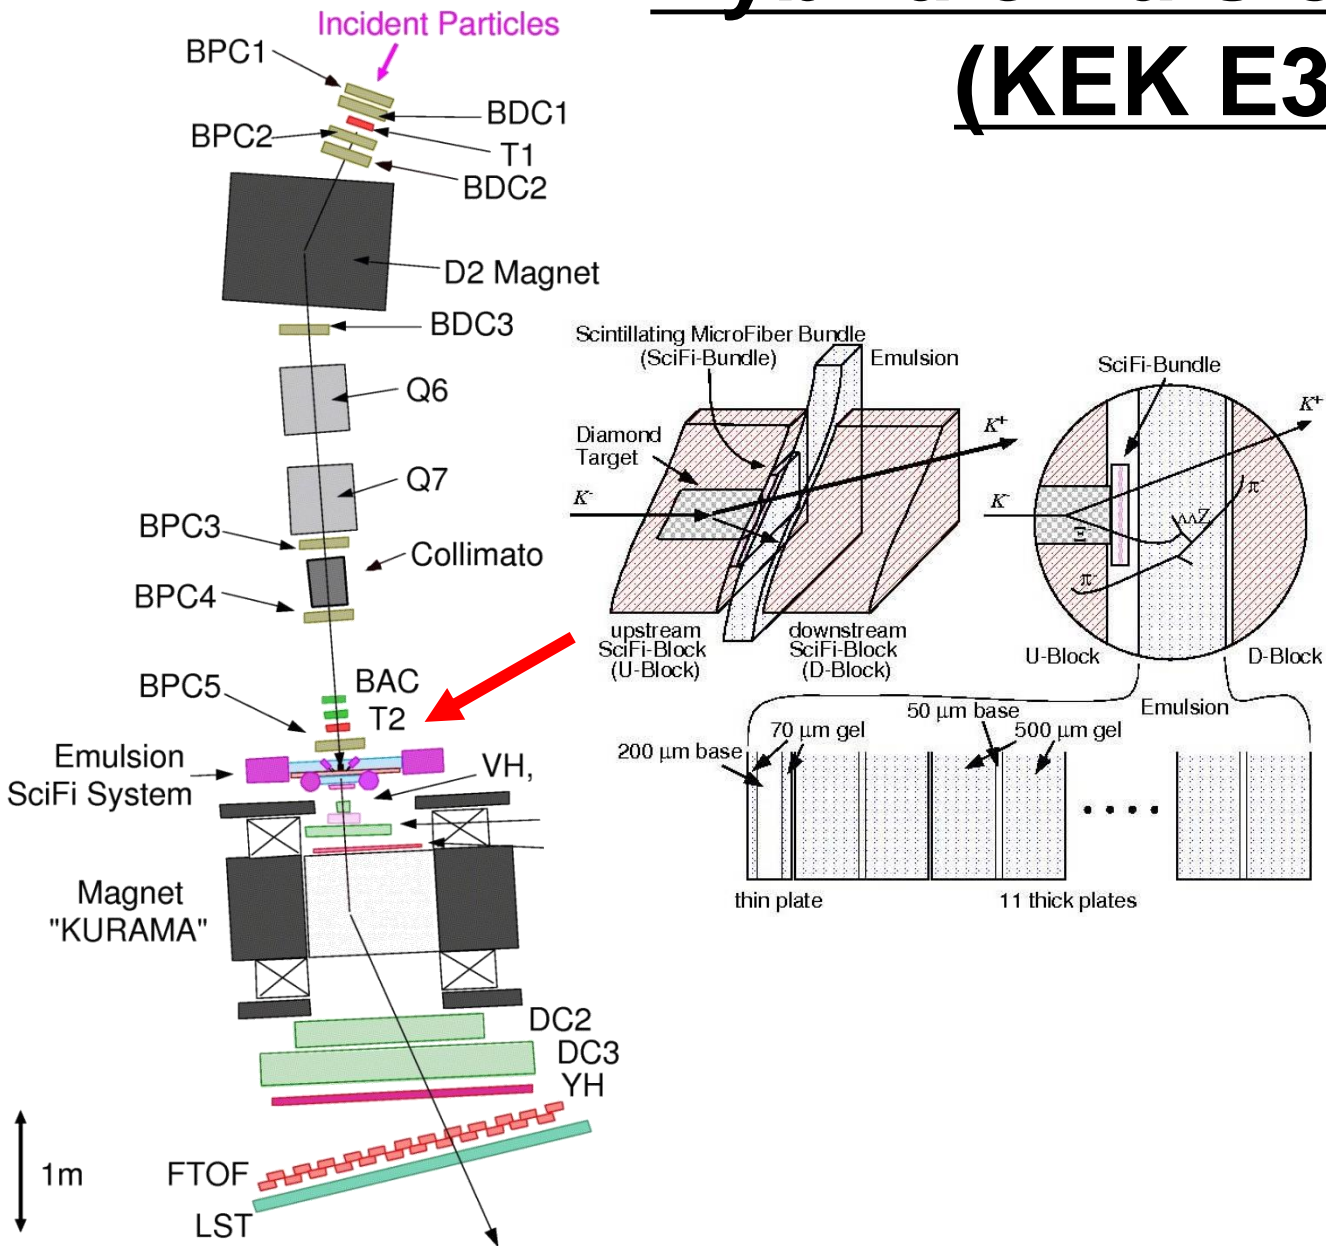 (KEK E3
Incident Particles
BPC1
BDC1
BPC2
T1
BDC2
D2 Magnet
BDC3
Q6
Q7
BPC3
Collimato
BPC4
BPC5
BAC
T2
Emulsion
SciFi System
VH,
Magnet
"KURAMA"
DC2
DC3
YH
1m
FTOF
LST
Scintillating MicroFiber Bundle
(SciFi-Bundle)
Emulsion
Diamond
Target
K-
K+
upstream
SciFi-Block
(U-Block)
downstream
SciFi-Block
(D-Block)
SciFi-Bundle
K+
K-
Ξ-
ΛΛZ
π-
π-
U-Block
D-Block
Emulsion
200 μm base
70 μm gel
50 μm base
500 μm gel
thin plate
11 thick plates